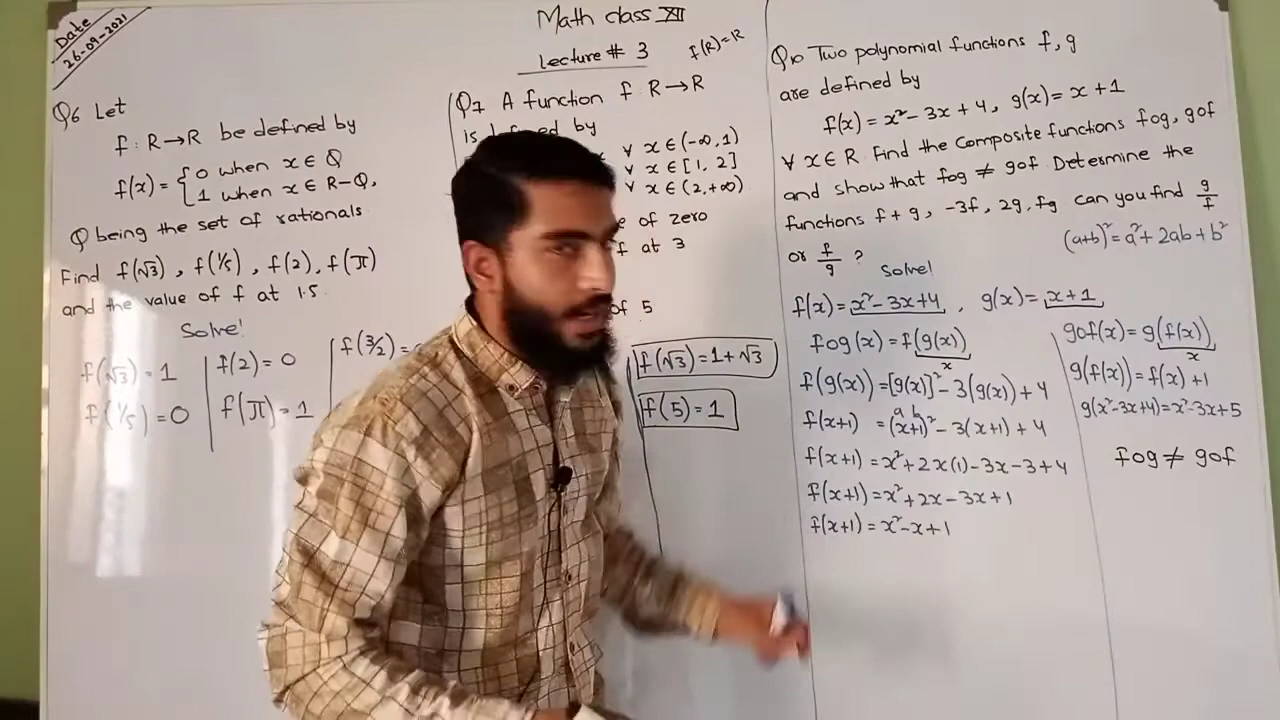 Date
26-09-2021
Math class XII
Lecture # 3
f(R)=R
Q6 Let
f: R→R be defined by
f(x) = {0 when x ∈ Q
1 when x ∈ R-Q,
Q being the set of rationals
Find f(√3), f(1/5), f(2), f(π)
and the value of f at 1.5
Solve!
f(√3) = 1
f(1/5) = 0
f(2) = 0
f(π) = 1
f(3/2) =
Q7 A function f: R→R
is defined by
∀ x ∈ (-∞, 1)
∀ x ∈ [1, 2]
∀ x ∈ (2, +∞)
of zero
f at 3
of 5
f(√3) = 1+√3
f(5) = 1
Q10 Two polynomial functions f, g
are defined by
f(x) = x² - 3x + 4, g(x) = x + 1
∀ x ∈ R. Find the Composite functions fog, gof
and show that fog ≠ gof. Determine the
functions f + g, -3f, 2g, fg can you find g/f
or f/g ?
(a+b)² = a² + 2ab + b²
Solve!
f(x) = x² - 3x + 4, g(x) = x + 1
fog(x) = f(g(x))
x
f(g(x)) = [g(x)]² - 3(g(x)) + 4
a b
f(x+1) = (x+1)² - 3(x+1) + 4
f(x+1) = x² + 2x(1) - 3x - 3 + 4
f(x+1) = x² + 2x - 3x + 1
f(x+1) = x² - x + 1
gof(x) = g(f(x))
x
g(f(x)) = f(x) + 1
g(x²-3x+4) = x² - 3x + 5
fog ≠ gof